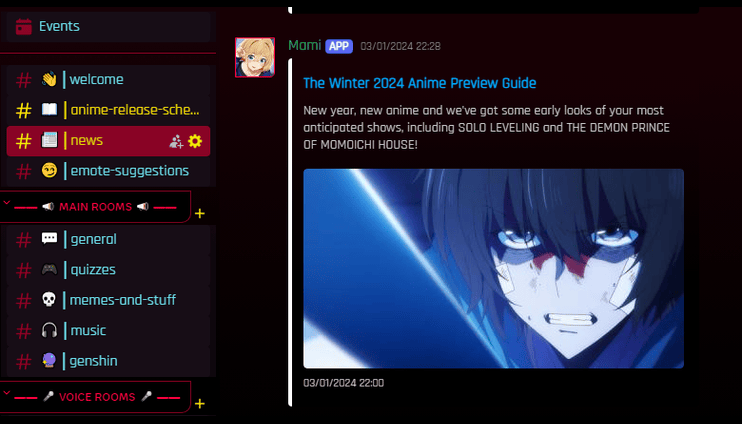 Events
# | welcome
# | anime-release-sche...
# | news
# | emote-suggestions
MAIN ROOMS
+
# | general
# | quizzes
# | memes-and-stuff
# | music
# | genshin
VOICE ROOMS
+
Mami APP 03/01/2024 22:28
The Winter 2024 Anime Preview Guide
New year, new anime and we've got some early looks of your most
anticipated shows, including SOLO LEVELING and THE DEMON PRINCE
OF MOMOICHI HOUSE!
03/01/2024 22:00